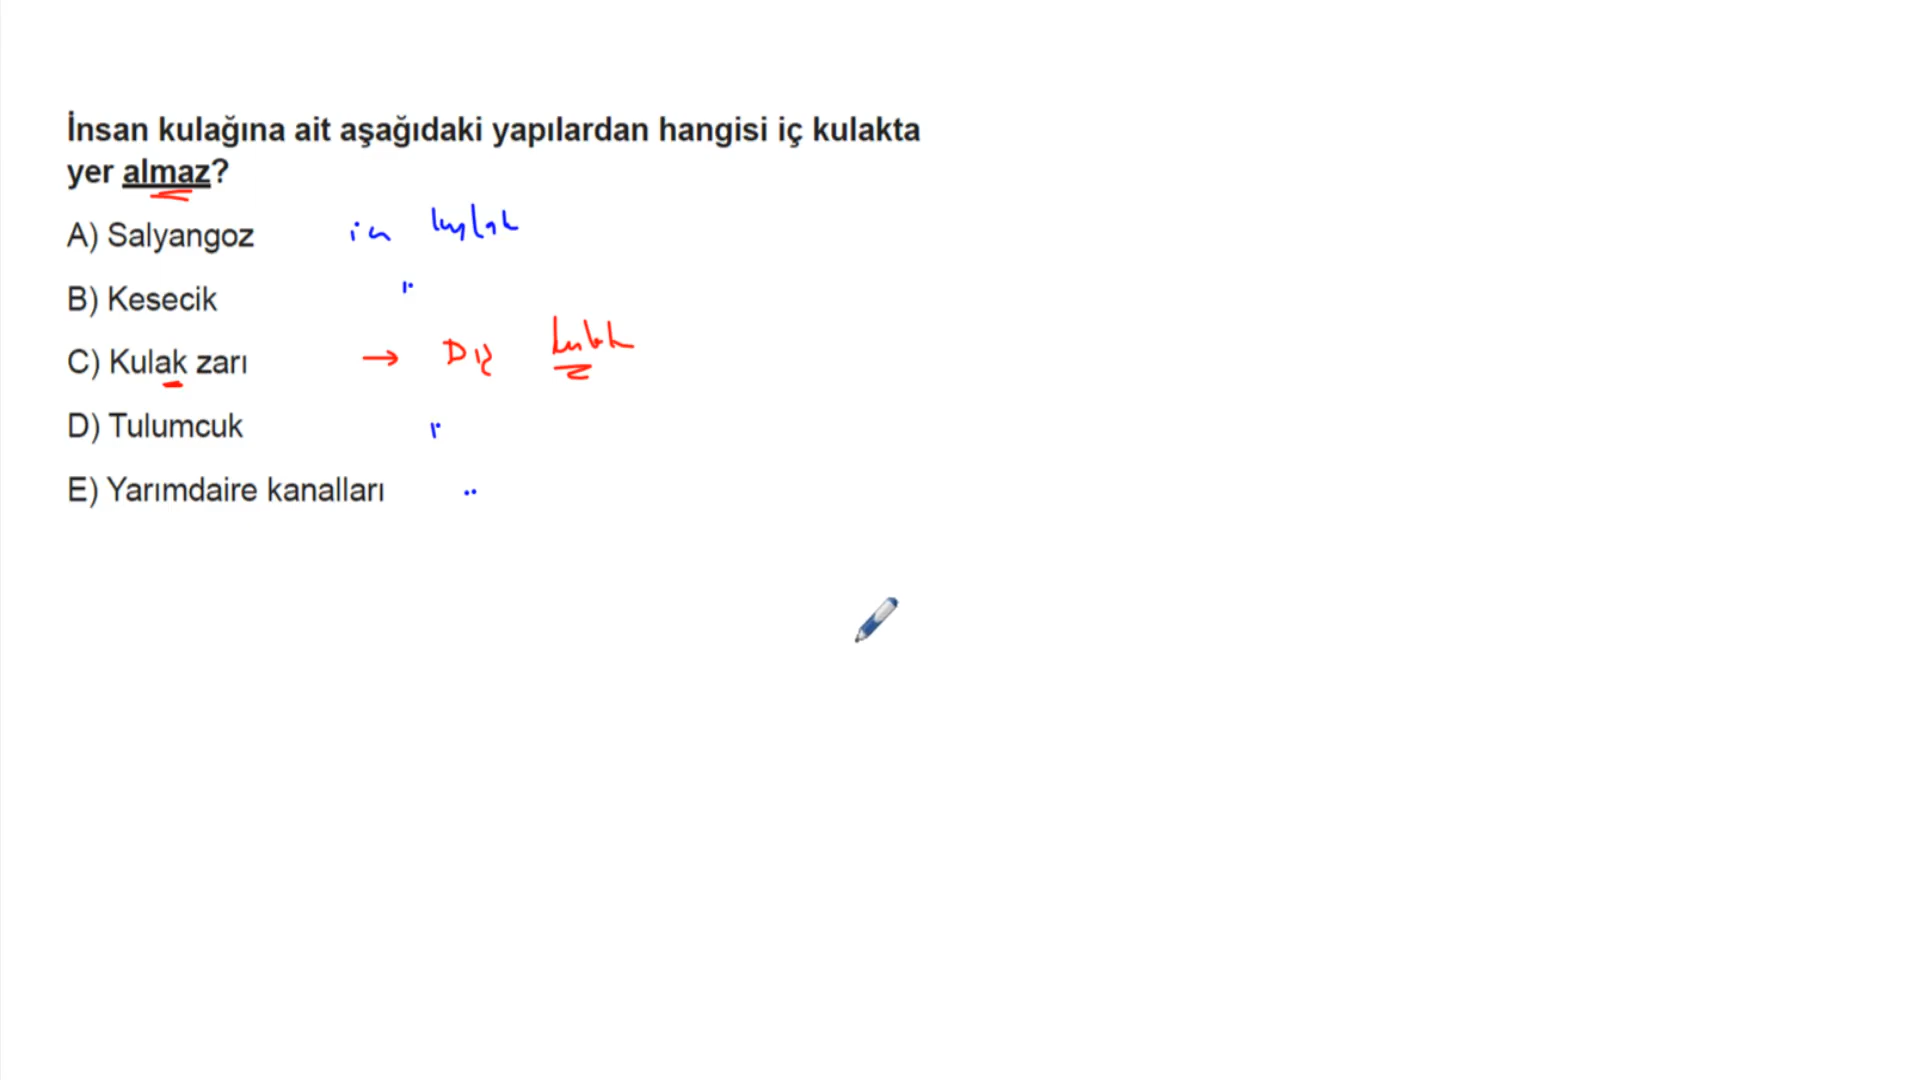 İnsan kulağına ait aşağıdaki yapılardan hangisi iç kulakta
yer almaz?
A) Salyangoz
kulak
B) Kesecik
C) Kulak zarı → Dış kulak
D) Tulumcuk
E) Yarımdaire kanalları